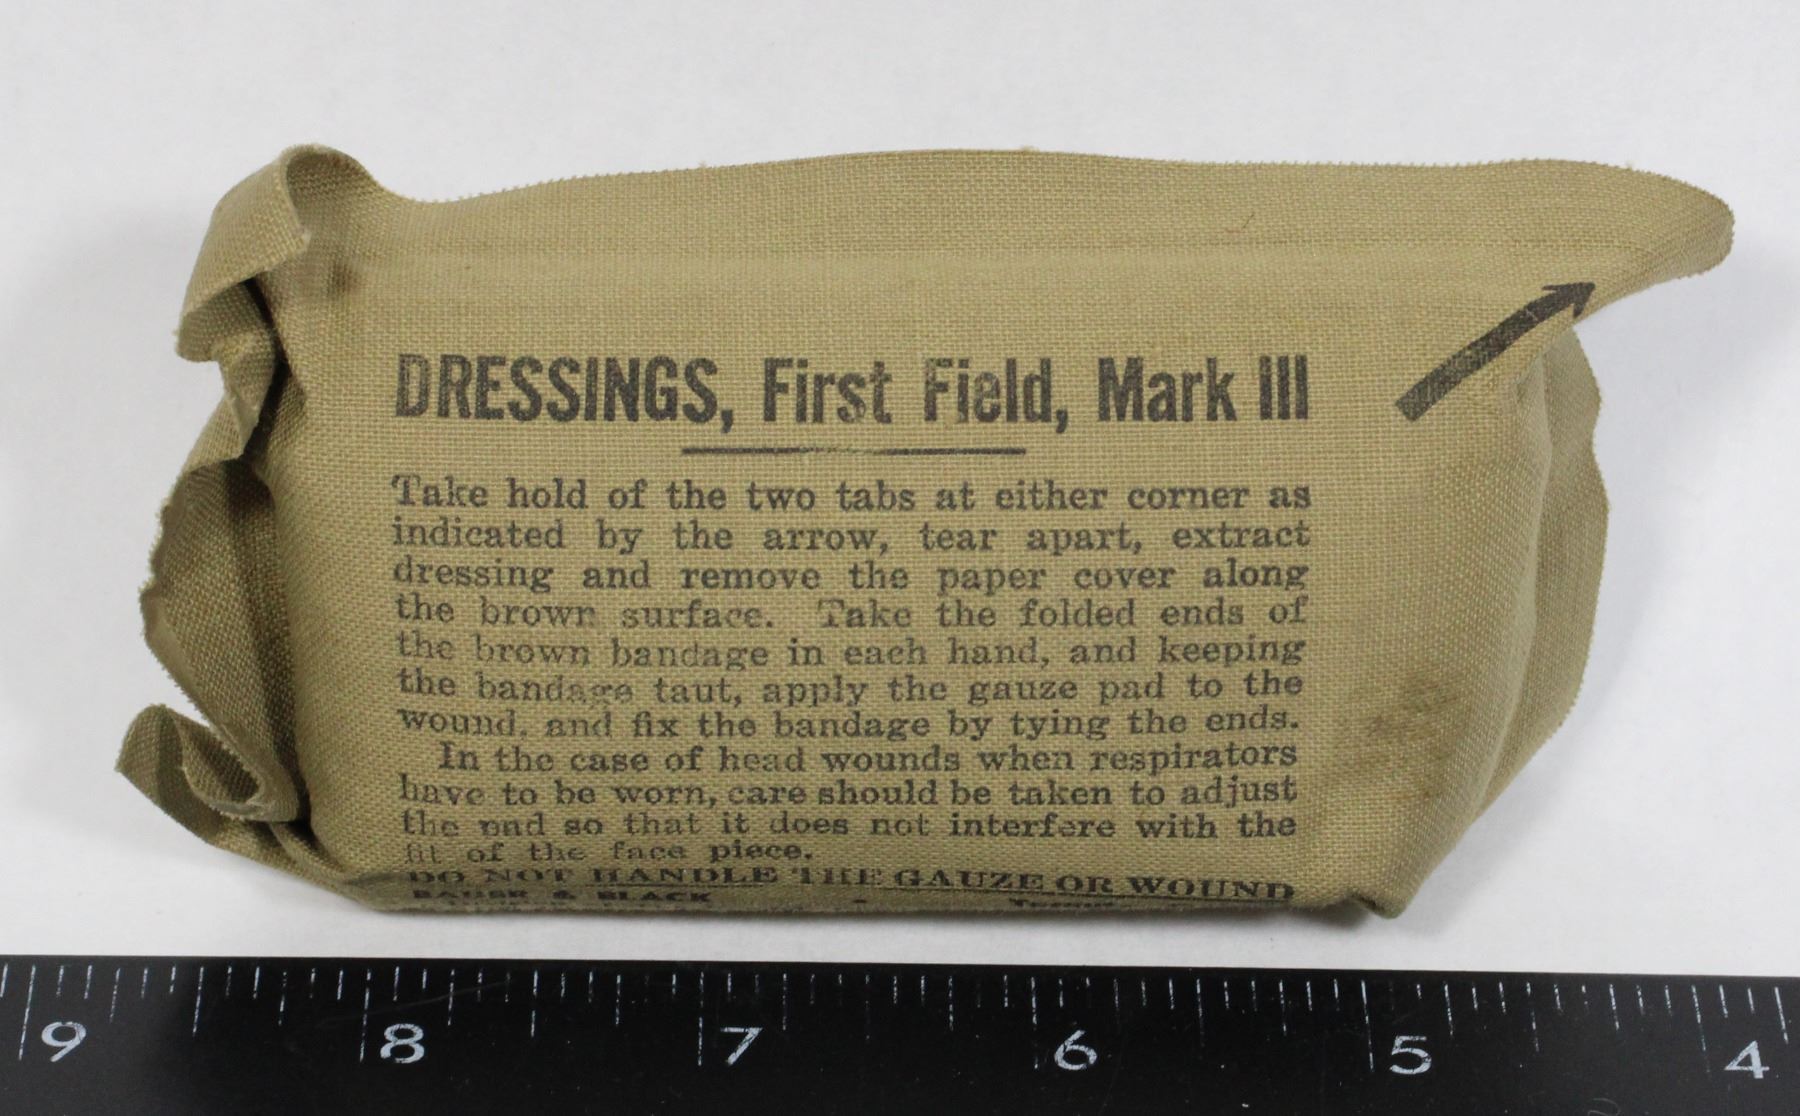 DRESSINGS, First Field, Mark III
Take hold of the two tabs at either corner as
indicated by the arrow, tear apart, extract
dressing and remove the paper cover along
the brown surface. Take the folded ends of
the brown bandage in each hand, and keeping
the bandage taut, apply the gauze pad to the
wound, and fix the bandage by tying the ends.
In the case of head wounds when respirators
have to be worn, care should be taken to adjust
the pad so that it does not interfere with the
fit of the face piece.
DO NOT HANDLE THE GAUZE OR WOUND
BAUER & BLACK
9 8 7 6 5 4